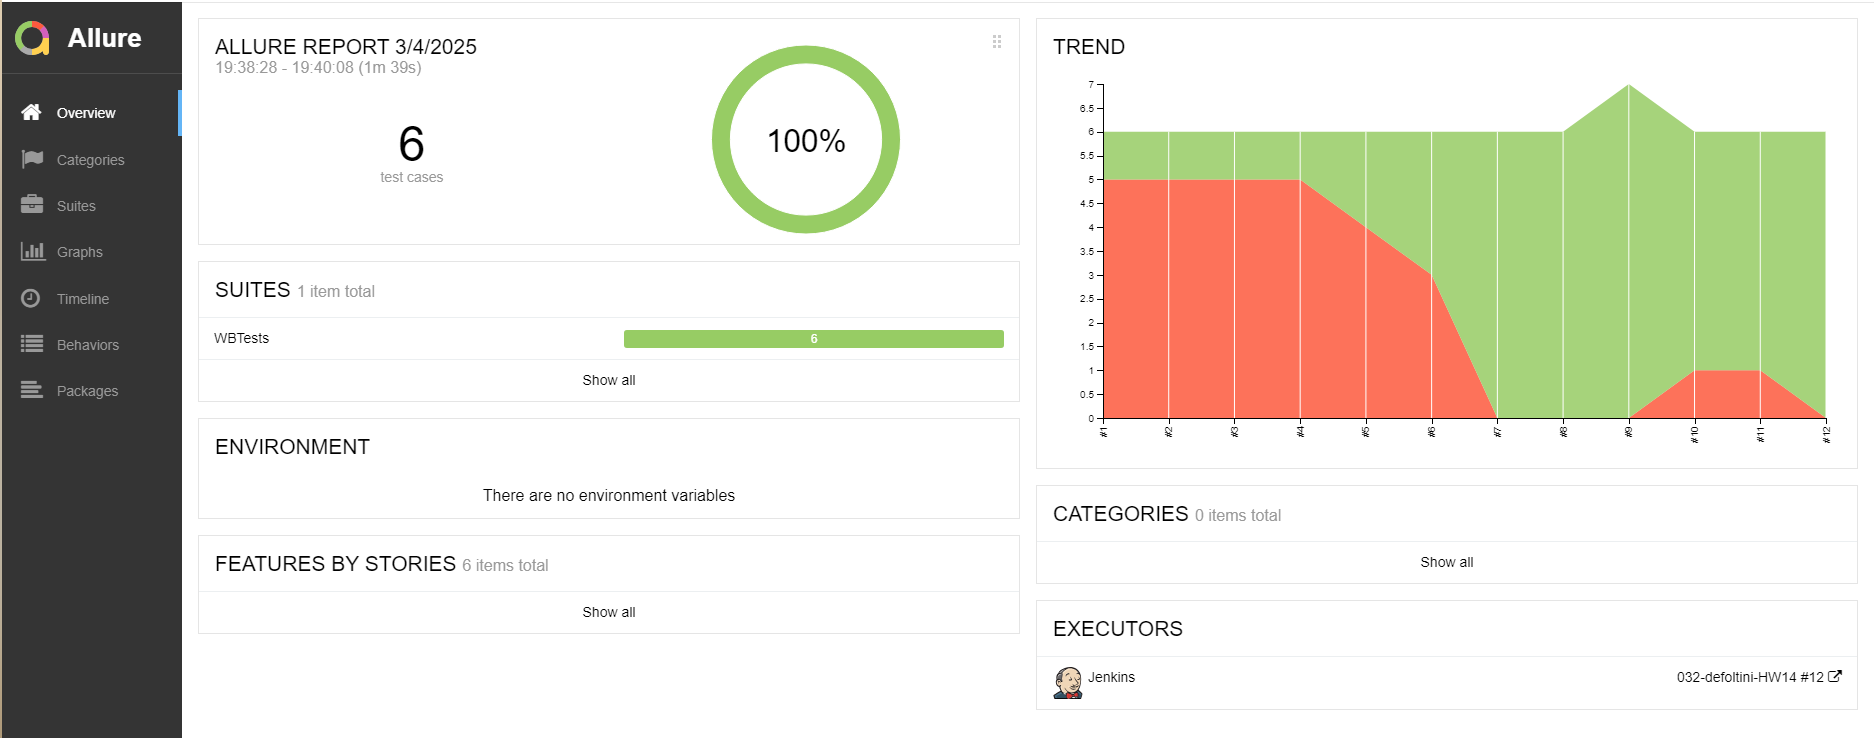 Allure
Overview
Categories
Suites
Graphs
Timeline
Behaviors
Packages
ALLURE REPORT 3/4/2025
19:38:28 - 19:40:08 (1m 39s)
6
test cases
100%
SUITES 1 item total
WBTests 6
Show all
ENVIRONMENT
There are no environment variables
FEATURES BY STORIES 6 items total
Show all
TREND
7
6.5
6
5.5
5
4.5
4
3.5
3
2.5
2
1.5
1
0.5
0
#1 #2 #3 #4 #5 #6 #7 #8 #9 #10 #11 #12
CATEGORIES 0 items total
Show all
EXECUTORS
Jenkins 032-defoltini-HW14 #12